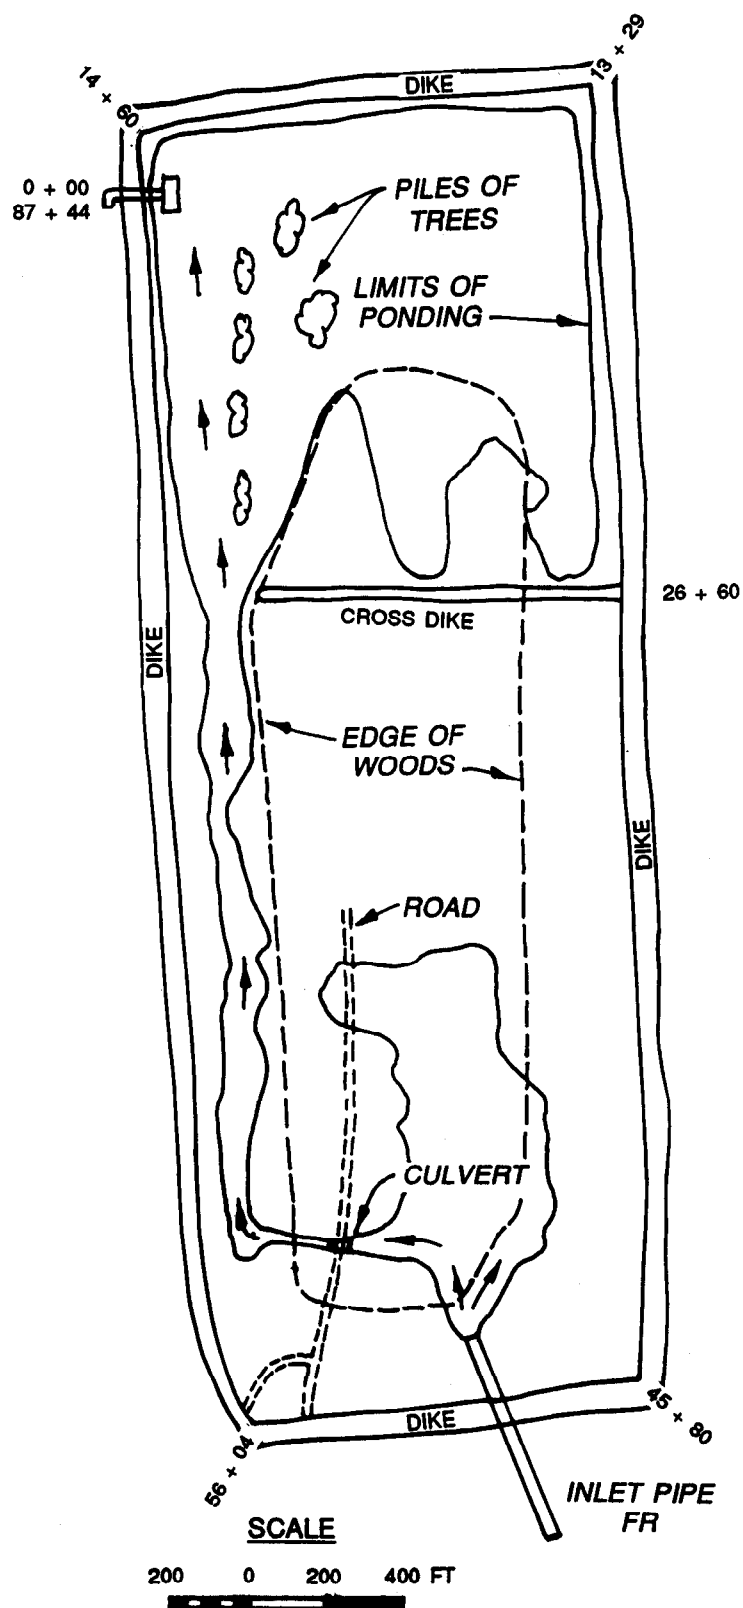 13 + 29
14 × 60
DIKE
0 + 00
87 + 44
PILES OF
TREES
LIMITS OF
PONDING
26 + 60
CROSS DIKE
DIKE
EDGE OF
WOODS
DIKE
ROAD
CULVERT
45 + 80
DIKE
56 + 04
INLET PIPE
FR
SCALE
200 0 200 400 FT